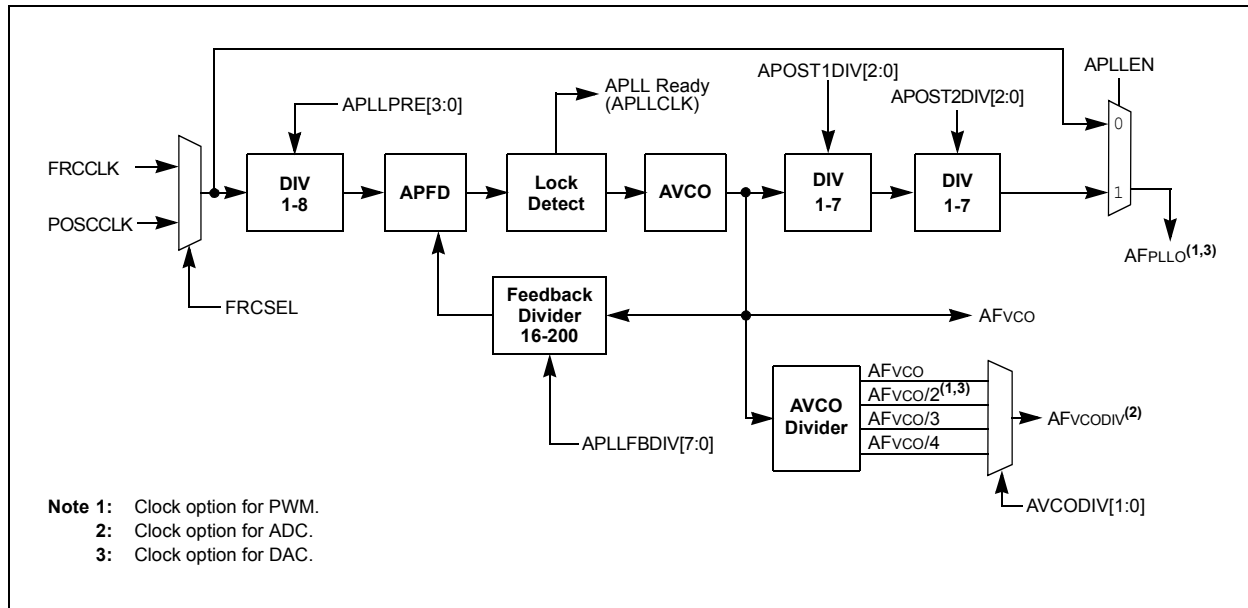 APLLEN
APOST1DIV[2:0]
APLL Ready
(APLLCLK)
APOST2DIV[2:0]
APLLPRE[3:0]
0
FRCCLK
DIV
1-8
APFD
Lock
Detect
AVCO
DIV
1-7
DIV
1-7
1
POSCCLK
AFPLLO(1,3)
FRCSEL
Feedback
Divider
16-200
AFVCO
AVCO
Divider
AFVCO
AFVCO/2(1,3)
AFVCO/3
AFVCO/4
AFVCODIV(2)
APLLFBDIV[7:0]
AVCODIV[1:0]
Note 1: Clock option for PWM.
2: Clock option for ADC.
3: Clock option for DAC.